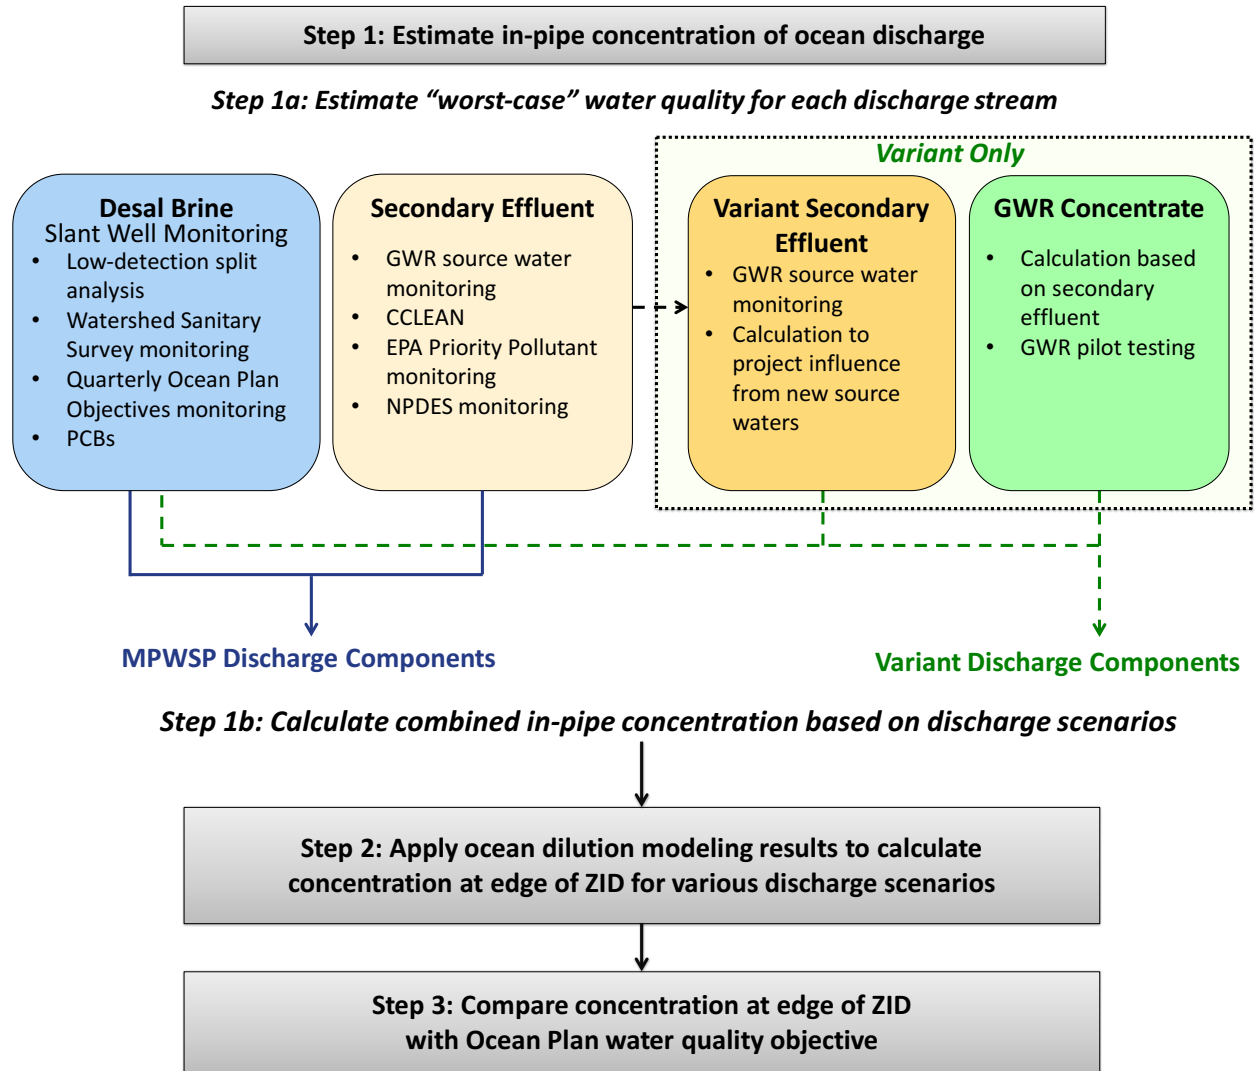 Step 1: Estimate in-pipe concentration of ocean discharge
Step 1a: Estimate “worst-case” water quality for each discharge stream
Variant Only
Desal Brine
Slant Well Monitoring
• Low-detection split
analysis
• Watershed Sanitary
Survey monitoring
• Quarterly Ocean Plan
Objectives monitoring
• PCBs
Secondary Effluent
• GWR source water
monitoring
• CCLEAN
• EPA Priority Pollutant
monitoring
• NPDES monitoring
Variant Secondary
Effluent
• GWR source water
monitoring
• Calculation to
project influence
from new source
waters
GWR Concentrate
• Calculation based
on secondary
effluent
• GWR pilot testing
MPWSP Discharge Components
Variant Discharge Components
Step 1b: Calculate combined in-pipe concentration based on discharge scenarios
Step 2: Apply ocean dilution modeling results to calculate
concentration at edge of ZID for various discharge scenarios
Step 3: Compare concentration at edge of ZID
with Ocean Plan water quality objective